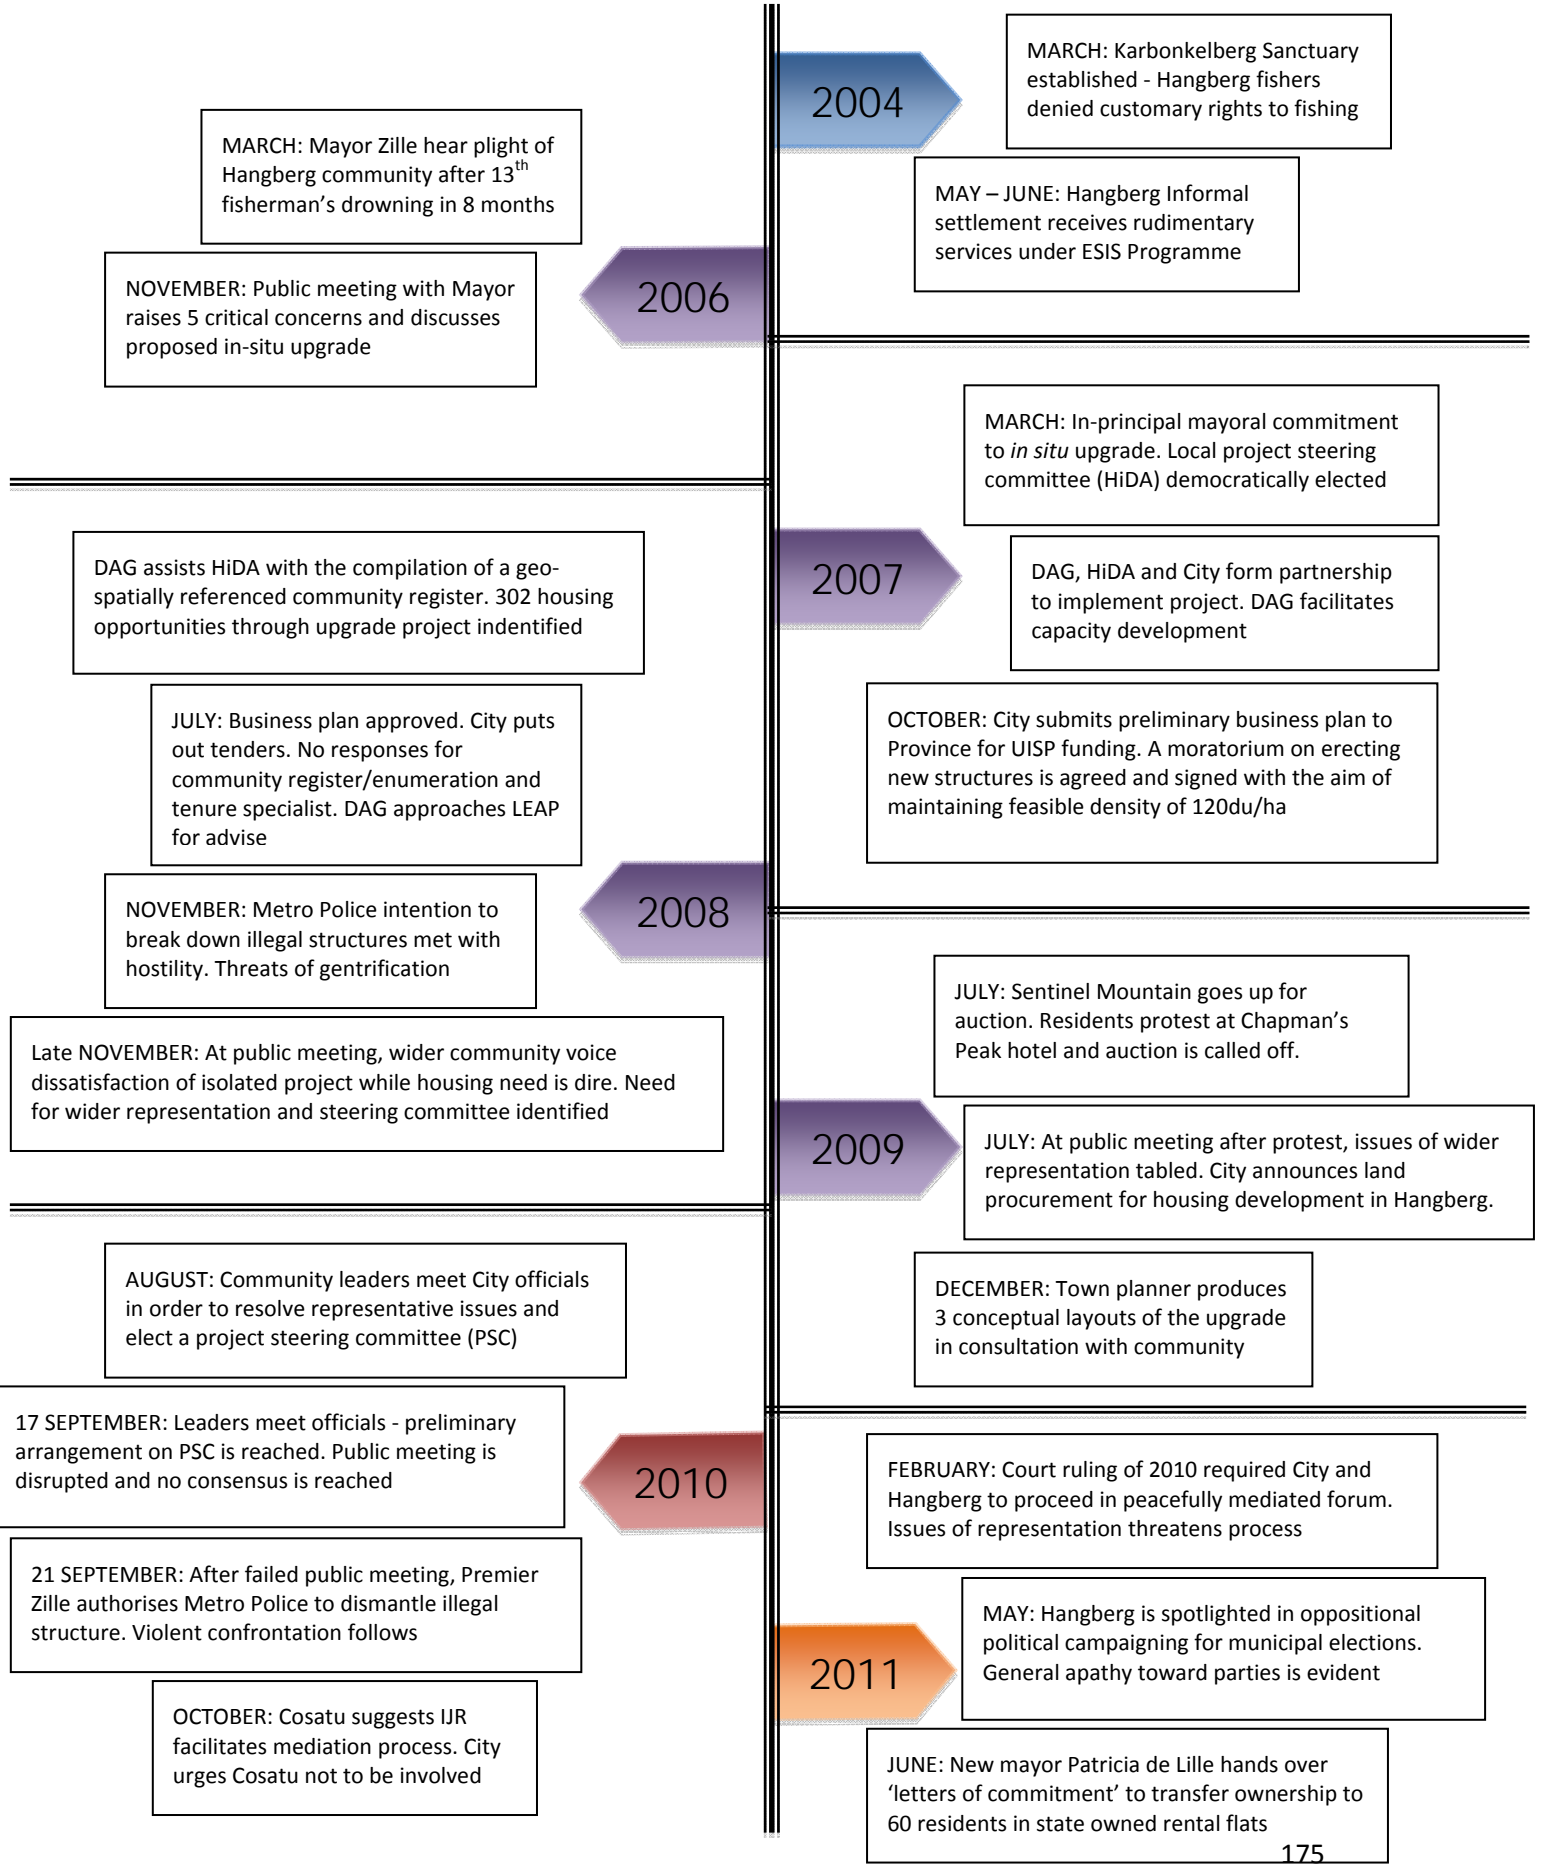 2004
MARCH: Karbonkelberg Sanctuary
established - Hangberg fishers
denied customary rights to fishing
MAY – JUNE: Hangberg Informal
settlement receives rudimentary
services under ESIS Programme
MARCH: Mayor Zille hear plight of
Hangberg community after 13th
fisherman’s drowning in 8 months
2006
NOVEMBER: Public meeting with Mayor
raises 5 critical concerns and discusses
proposed in-situ upgrade
MARCH: In-principal mayoral commitment
to in situ upgrade. Local project steering
committee (HiDA) democratically elected
2007
DAG, HiDA and City form partnership
to implement project. DAG facilitates
capacity development
OCTOBER: City submits preliminary business plan to
Province for UISP funding. A moratorium on erecting
new structures is agreed and signed with the aim of
maintaining feasible density of 120du/ha
DAG assists HiDA with the compilation of a geo-
spatially referenced community register. 302 housing
opportunities through upgrade project indentified
JULY: Business plan approved. City puts
out tenders. No responses for
community register/enumeration and
tenure specialist. DAG approaches LEAP
for advise
2008
NOVEMBER: Metro Police intention to
break down illegal structures met with
hostility. Threats of gentrification
Late NOVEMBER: At public meeting, wider community voice
dissatisfaction of isolated project while housing need is dire. Need
for wider representation and steering committee identified
JULY: Sentinel Mountain goes up for
auction. Residents protest at Chapman’s
Peak hotel and auction is called off.
2009
JULY: At public meeting after protest, issues of wider
representation tabled. City announces land
procurement for housing development in Hangberg.
DECEMBER: Town planner produces
3 conceptual layouts of the upgrade
in consultation with community
AUGUST: Community leaders meet City officials
in order to resolve representative issues and
elect a project steering committee (PSC)
17 SEPTEMBER: Leaders meet officials - preliminary
arrangement on PSC is reached. Public meeting is
disrupted and no consensus is reached
2010
21 SEPTEMBER: After failed public meeting, Premier
Zille authorises Metro Police to dismantle illegal
structure. Violent confrontation follows
OCTOBER: Cosatu suggests IJR
facilitates mediation process. City
urges Cosatu not to be involved
FEBRUARY: Court ruling of 2010 required City and
Hangberg to proceed in peacefully mediated forum.
Issues of representation threatens process
2011
MAY: Hangberg is spotlighted in oppositional
political campaigning for municipal elections.
General apathy toward parties is evident
JUNE: New mayor Patricia de Lille hands over
‘letters of commitment’ to transfer ownership to
60 residents in state owned rental flats
175